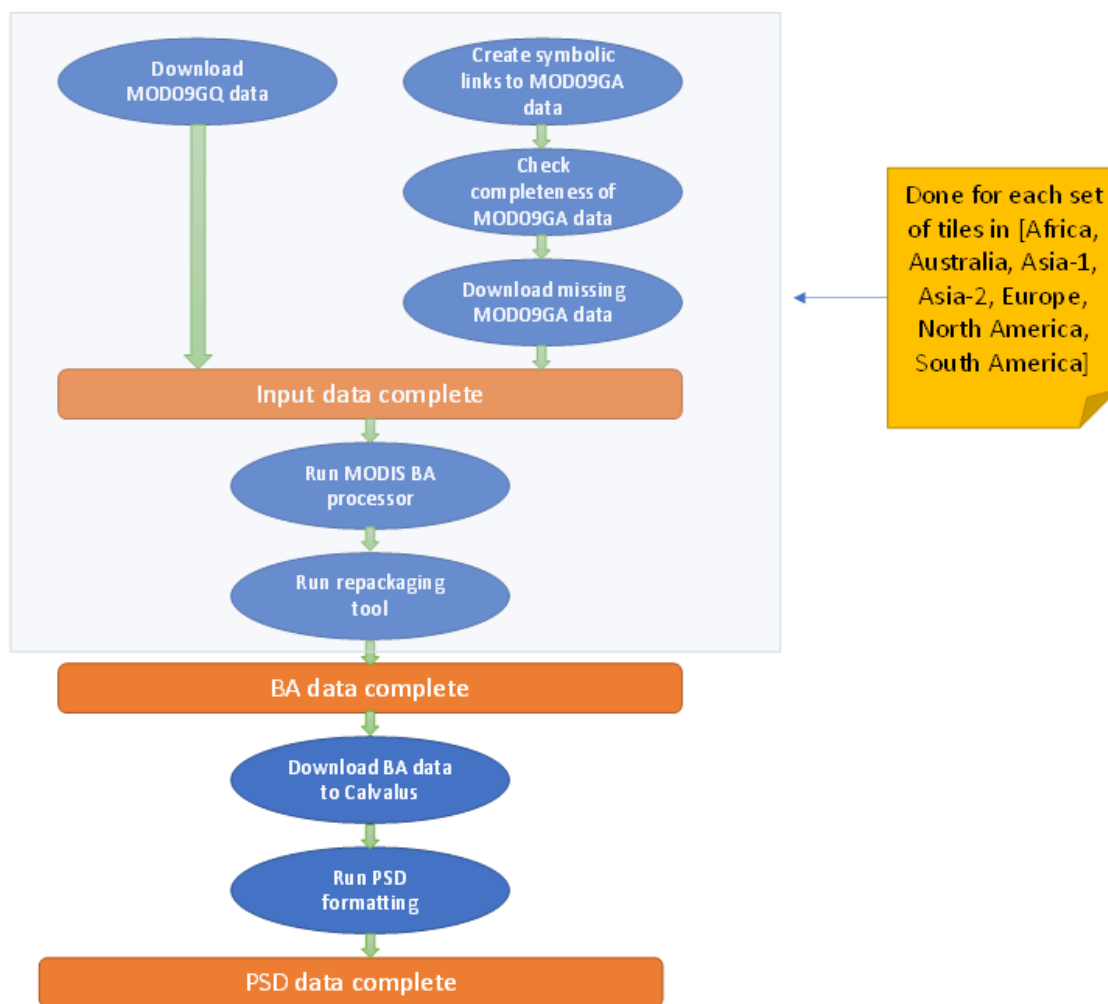 Download
MOD09GQ data
Create symbolic
links to MOD09GA
data
Check
completeness of
MOD09GA data
Download missing
MOD09GA data
Input data complete
Run MODIS BA
processor
Run repackaging
tool
BA data complete
Download BA data
to Calvalus
Run PSD
formatting
PSD data complete
Done for each set
of tiles in [Africa,
Australia, Asia-1,
Asia-2, Europe,
North America,
South America]